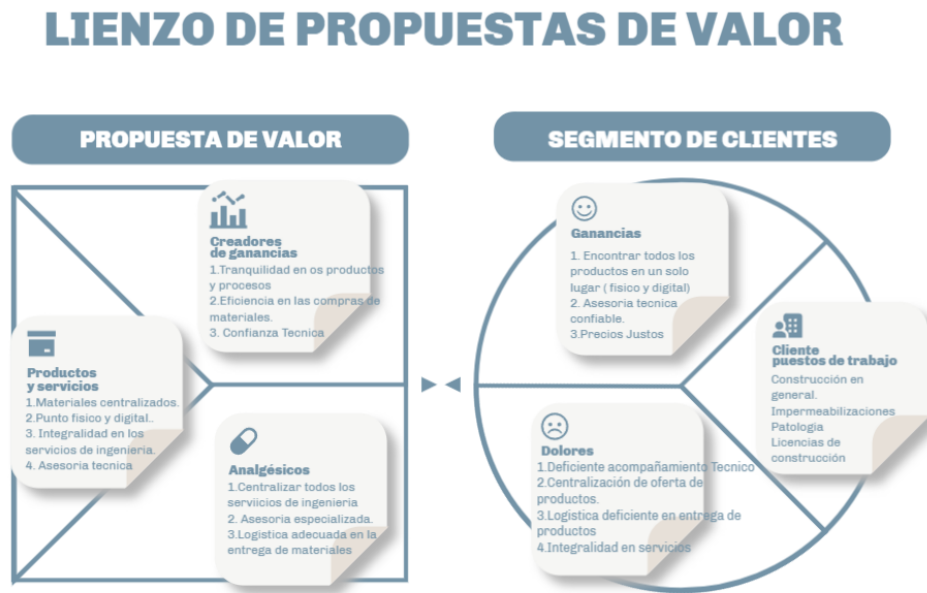 LIENZO DE PROPUESTAS DE VALOR
PROPUESTA DE VALOR
Creadores
de ganancias
1.Tranquilidad en os productos
y procesos
2.Eficiencia en las compras de
materiales.
3. Confianza Tecnica
Productos
y servicios
1.Materiales centralizados.
2.Punto fisico y digital..
3. Integralidad en los
servicios de ingenieria.
4. Asesoria tecnica
Analgésicos
1.Centralizar todos los
serviicios de ingenieria
2. Asesoria especializada.
3.Logistica adecuada en la
entrega de materiales
SEGMENTO DE CLIENTES
Ganancias
1. Encontrar todos los
productos en un solo
lugar ( fisico y digital)
2. Asesoria tecnica
confiable.
3.Precios Justos
Cliente
puestos de trabajo
Construcción en
general.
Impermeabilizaciones
Patologia
Licencias de
construcción
Dolores
1.Deficiente acompañamiento Tecnico
2.Centralización de oferta de
productos.
3.Logistica deficiente en entrega de
productos
4.Integralidad en servicios